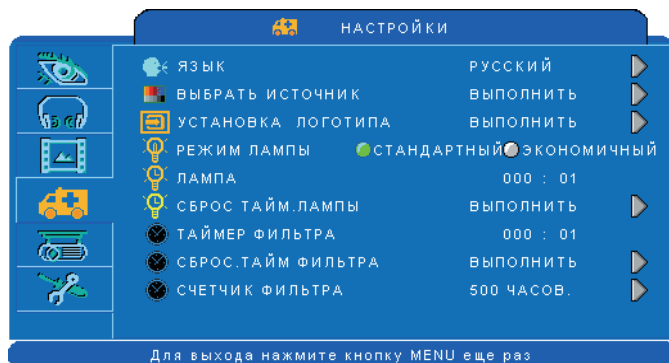 НАСТРОЙКИ
ЯЗЫК РУССКИЙ
ВЫБРАТЬ ИСТОЧНИК ВЫПОЛНИТЬ
УСТАНОВКА ЛОГОТИПА ВЫПОЛНИТЬ
РЕЖИМ ЛАМПЫ СТАНДАРТНЫЙ ЭКОНОМИЧНЫЙ
ЛАМПА 000 : 01
СБРОС ТАЙМ.ЛАМПЫ ВЫПОЛНИТЬ
ТАЙМЕР ФИЛЬТРА 000 : 01
СБРОС.ТАЙМ ФИЛЬТРА ВЫПОЛНИТЬ
СЧЕТЧИК ФИЛЬТРА 500 ЧАСОВ.
Для выхода нажмите кнопку MENU еще раз